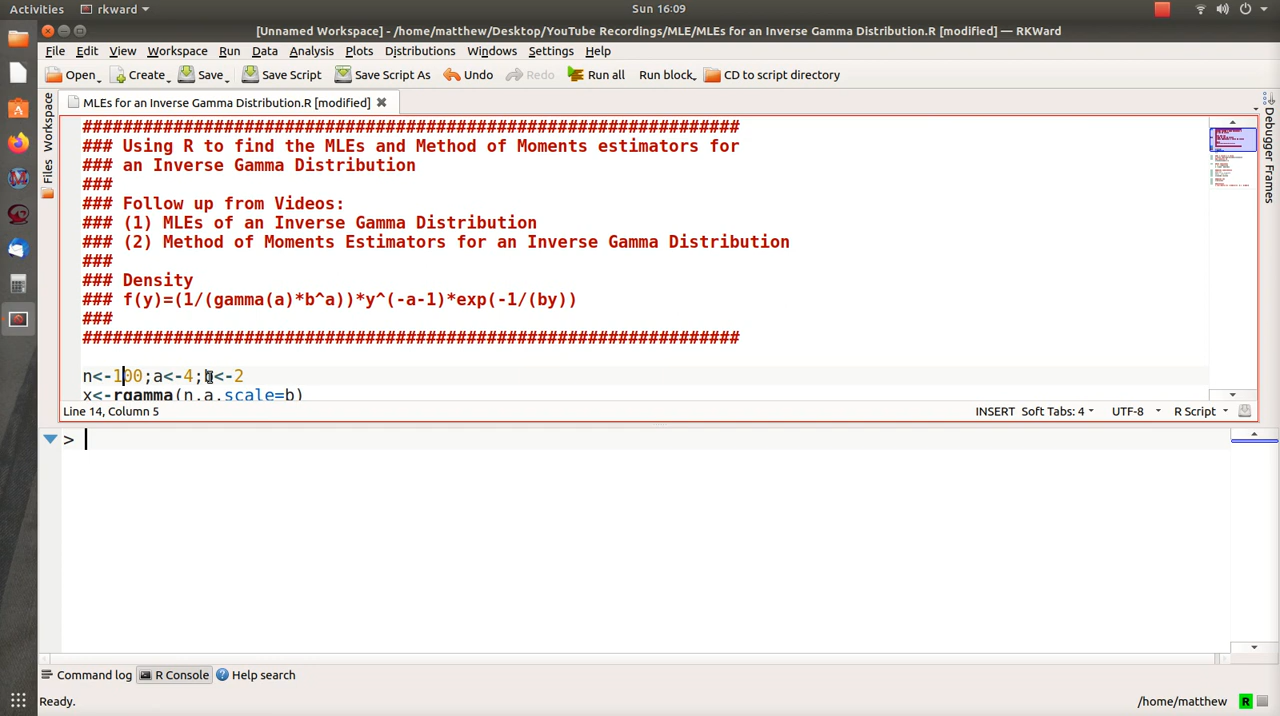 Activities rkward Sun 16:09
[Unnamed Workspace] - /home/matthew/Desktop/YouTube Recordings/MLE/MLEs for an Inverse Gamma Distribution.R [modified] — RKWard
File Edit View Workspace Run Data Analysis Plots Distributions Windows Settings Help
Open Create Save Save Script Save Script As Undo Redo Run all Run block CD to script directory
MLEs for an Inverse Gamma Distribution.R [modified]
Workspace
Files
Debugger Frames
#################################################################
### Using R to find the MLEs and Method of Moments estimators for
### an Inverse Gamma Distribution
###
### Follow up from Videos:
### (1) MLEs of an Inverse Gamma Distribution
### (2) Method of Moments Estimators for an Inverse Gamma Distribution
###
### Density
### f(y)=(1/(gamma(a)*b^a))*y^(-a-1)*exp(-1/(by))
###
#################################################################
n<-100;a<-4;b<-2
x<-rgamma(n,a,scale=b)
Line 14, Column 5 INSERT Soft Tabs: 4 UTF-8 R Script
>
Command log R Console Help search
Ready. /home/matthew R